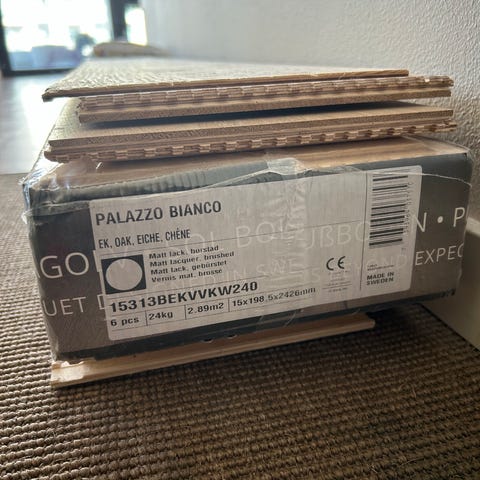 PALAZZO BIANCO
EK, OAK, EICHE, CHÊNE
Matt lack, borstad
Matt lacquer, brushed
Matt lack, gebürstet
Vernis mat, brossé
15313BEKVVKW240
6 pcs 24kg 2.89m2 15x198,5x2426mm
CE
MADE IN
SWEDEN